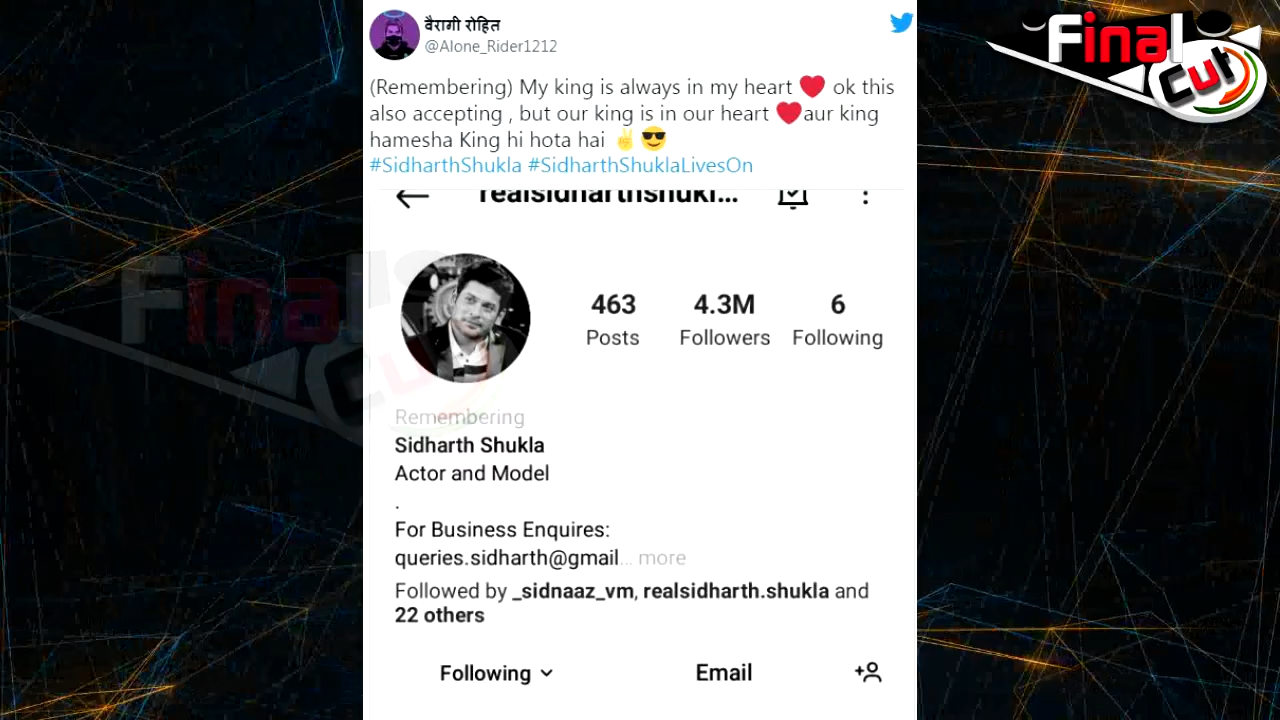 वैरागी रोहित
@Alone_Rider1212
(Remembering) My king is always in my heart ❤️ ok this
also accepting , but our king is in our heart ❤️aur king
hamesha King hi hota hai ✌️😎
#SidharthShukla #SidharthShuklaLivesOn
realsidharthshukl...
463
4.3M
6
Posts
Followers
Following
Remembering
Sidharth Shukla
Actor and Model
.
For Business Enquires:
queries.sidharth@gmail... more
Followed by _sidnaaz_vm, realsidharth.shukla and
22 others
Following
Email
Final
Cut
Final
Cut